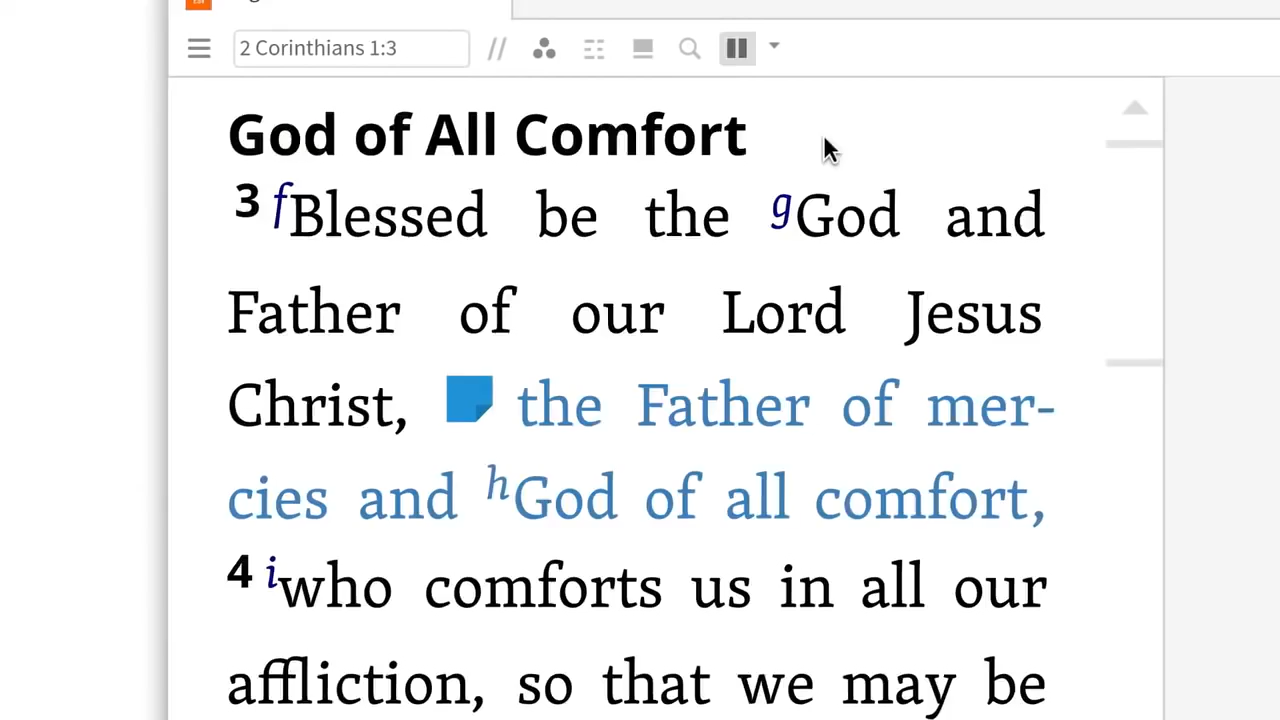 2 Corinthians 1:3
God of All Comfort
3 fBlessed be the gGod and
Father of our Lord Jesus
Christ, the Father of mer-
cies and hGod of all comfort,
4 iwho comforts us in all our
affliction, so that we may be